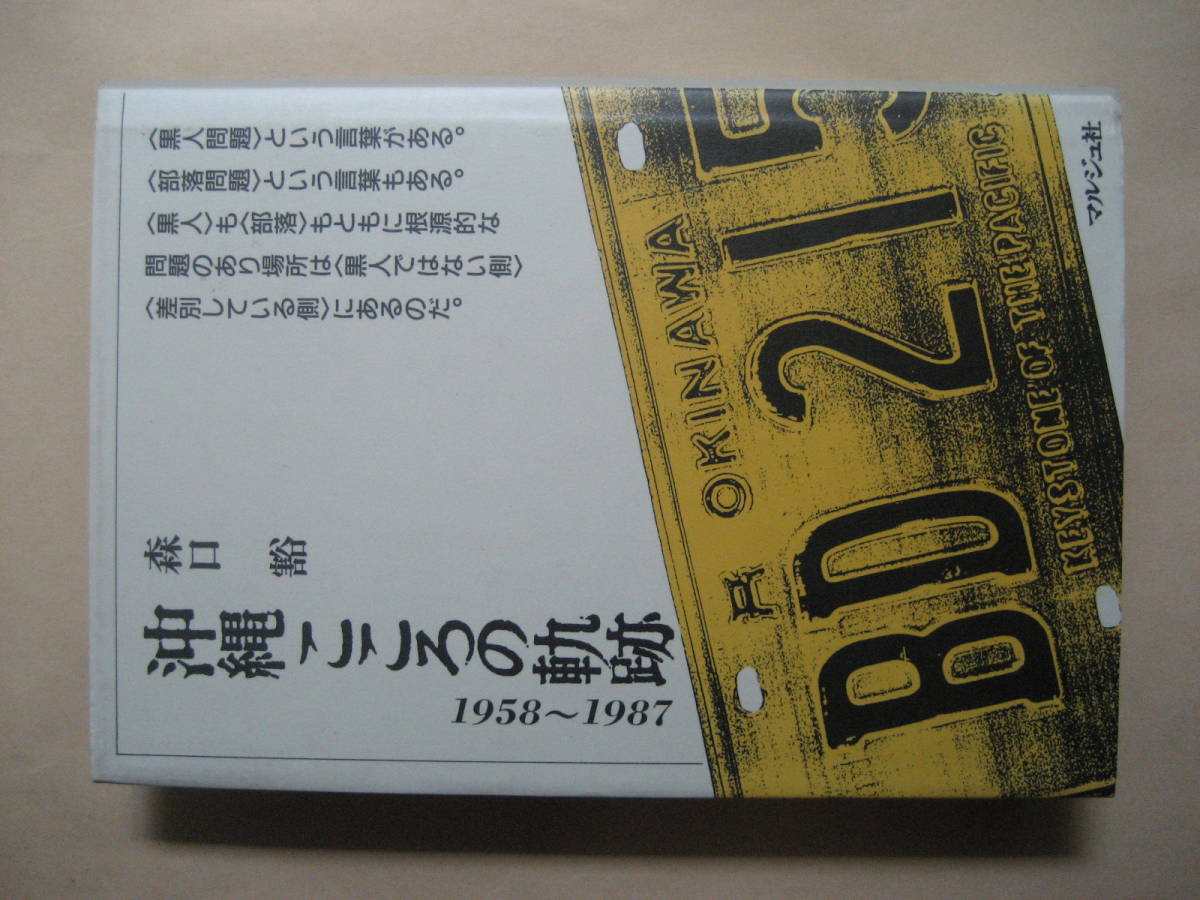 〈黒人問題〉という言葉がある。
〈部落問題〉という言葉もある。
〈黒人〉も〈部落〉もともに根源的な
問題のあり場所は〈黒人ではない側〉
〈差別している側〉にあるのだ。
森口 豁
沖縄こころの軌跡
1958～1987
OKINAWA
BD 215
KEYSTONE OF THE PACIFIC
マルジュ社